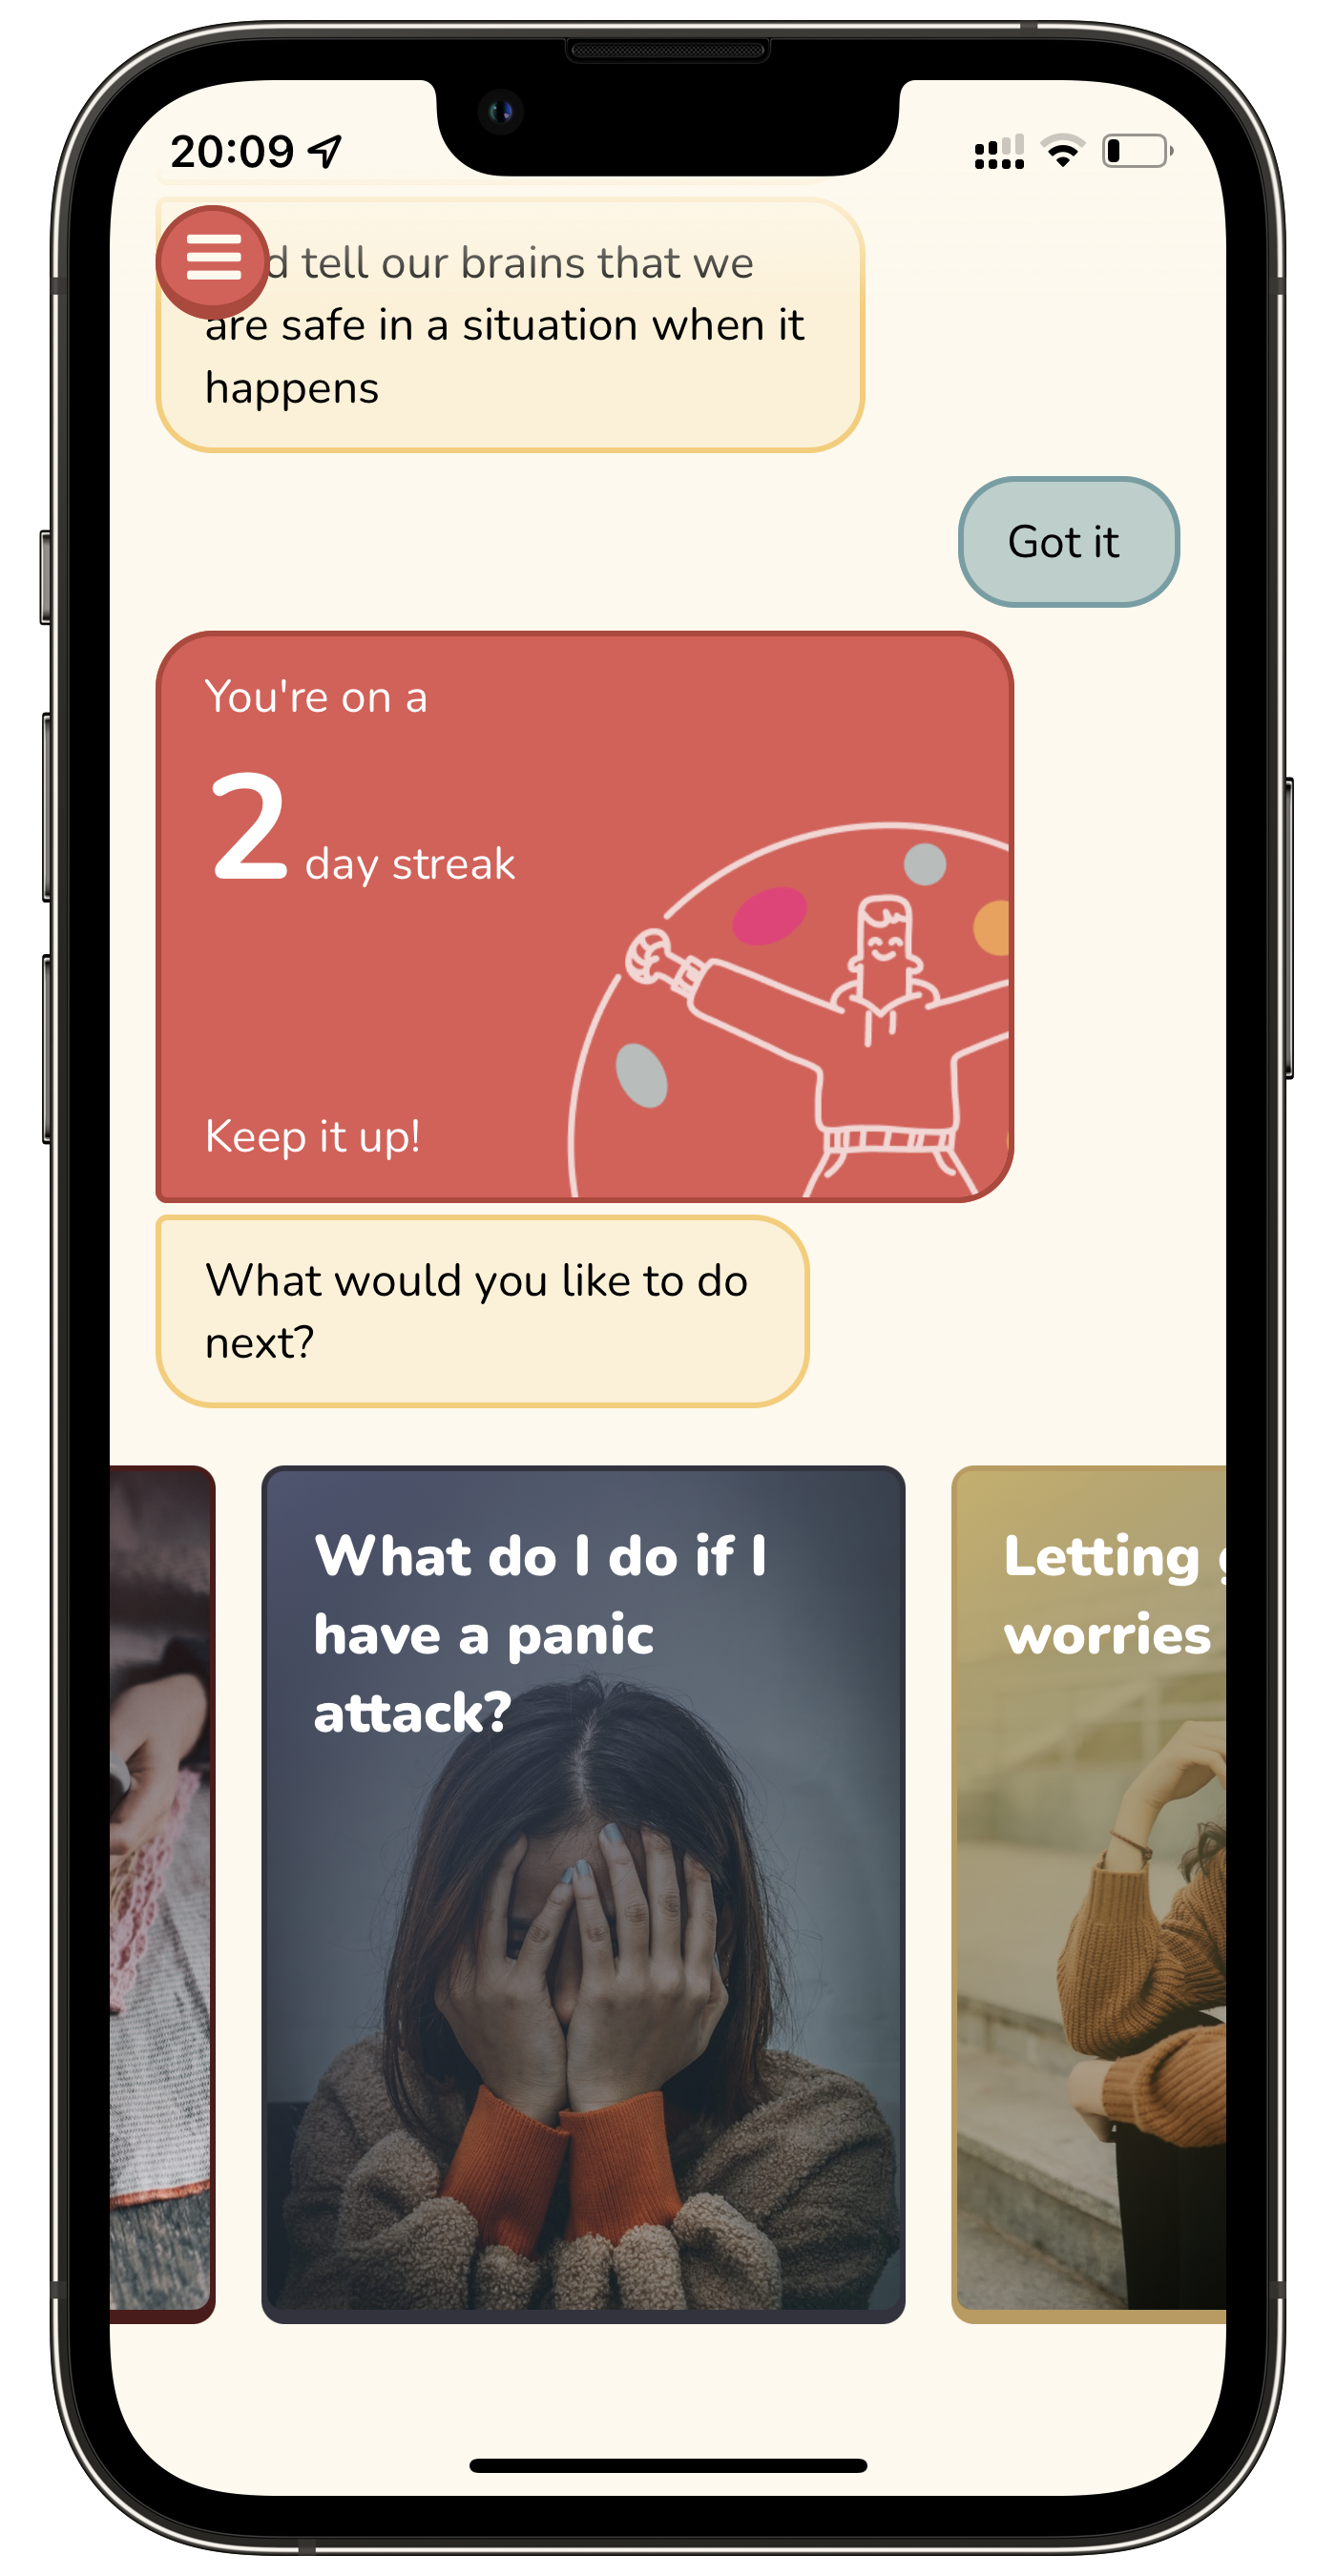 20:09
d tell our brains that we
are safe in a situation when it
happens
Got it
You're on a
2 day streak
Keep it up!
What would you like to do
next?
What do I do if I
have a panic
attack?
Letting
worries